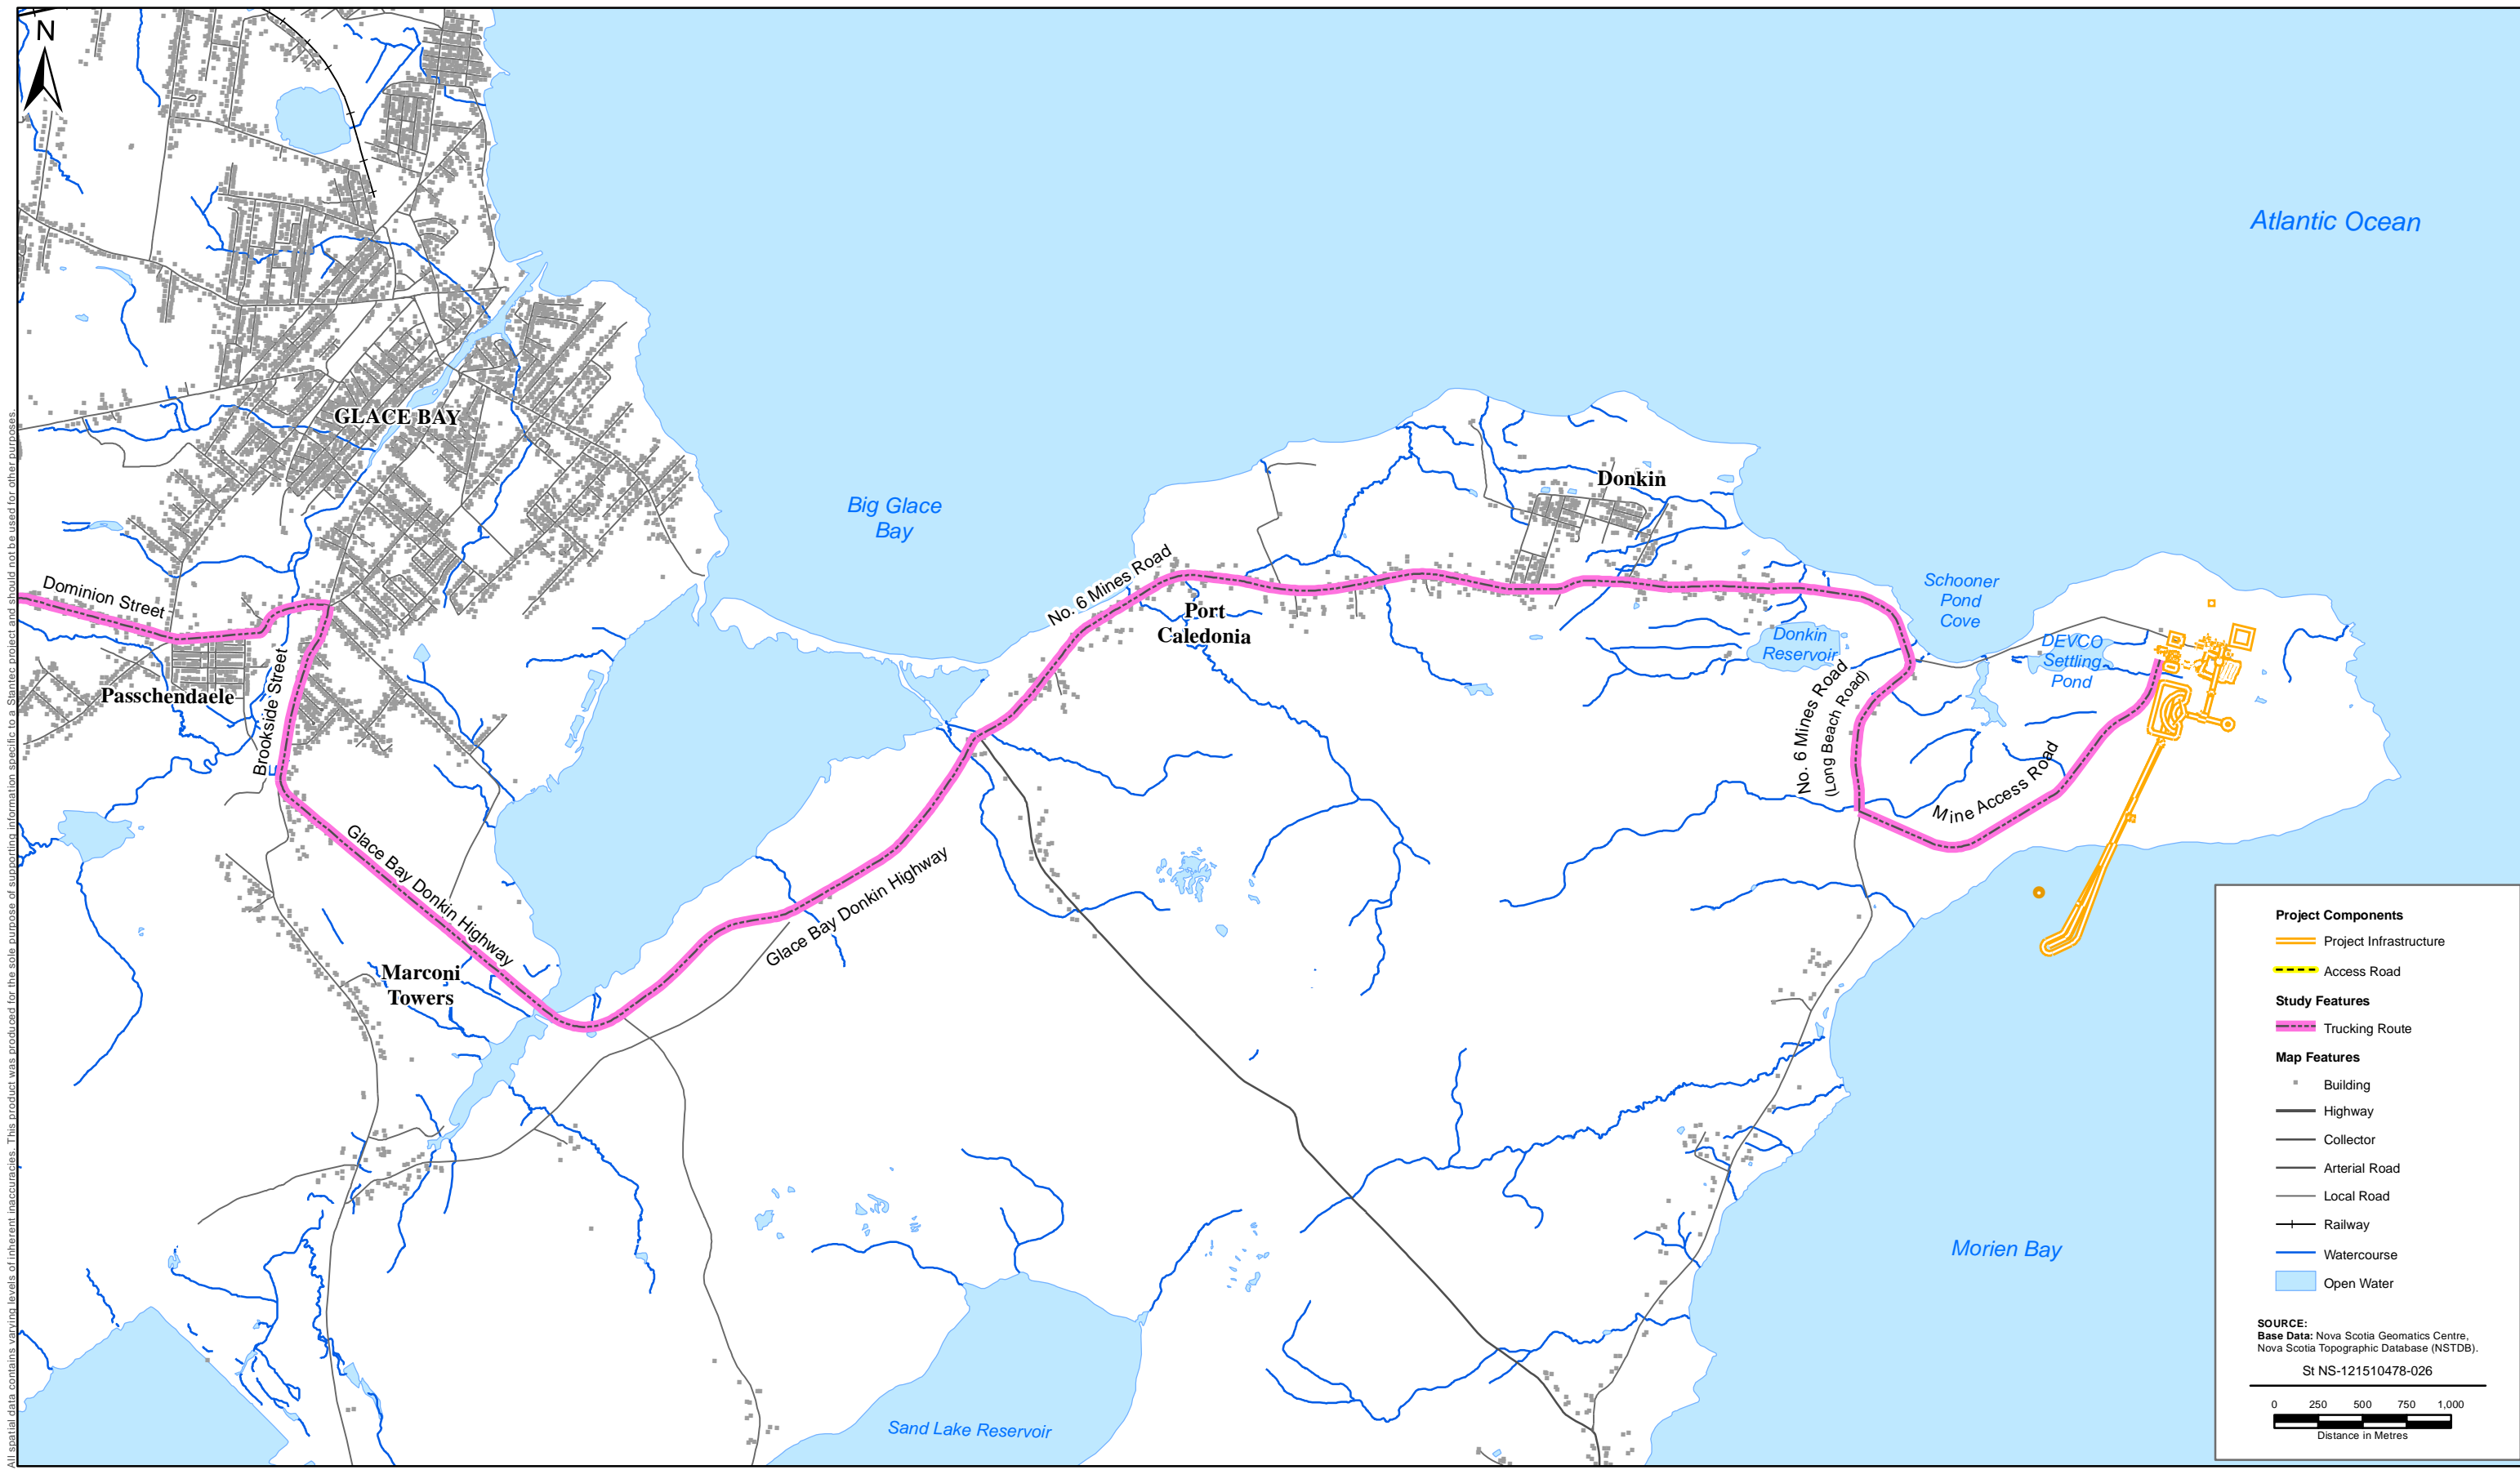 N
Atlantic Ocean
GLACE BAY
Big Glace
Bay
Donkin
Dominion Street
No. 6 Mines Road
Port
Caledonia
Schooner
Pond
Cove
Donkin
Reservoir
DEVCO
Settling
Pond
Passchendaele
Brookside Street
No. 6 Mines Road
(Long Beach Road)
Mine Access Road
Glace Bay Donkin Highway
Glace Bay Donkin Highway
Marconi
Towers
Morien Bay
Sand Lake Reservoir
Project Components
Project Infrastructure
Access Road
Study Features
Trucking Route
Map Features
Building
Highway
Collector
Arterial Road
Local Road
Railway
Watercourse
Open Water
SOURCE:
Base Data: Nova Scotia Geomatics Centre,
Nova Scotia Topographic Database (NSTDB).
St NS-121510478-026
0 250 500 750 1,000
Distance in Metres
All spatial data contains varying levels of inherent inaccuracies. This product was produced for the sole purpose of supporting information specific to a Stantec project and should not be used for other purposes.